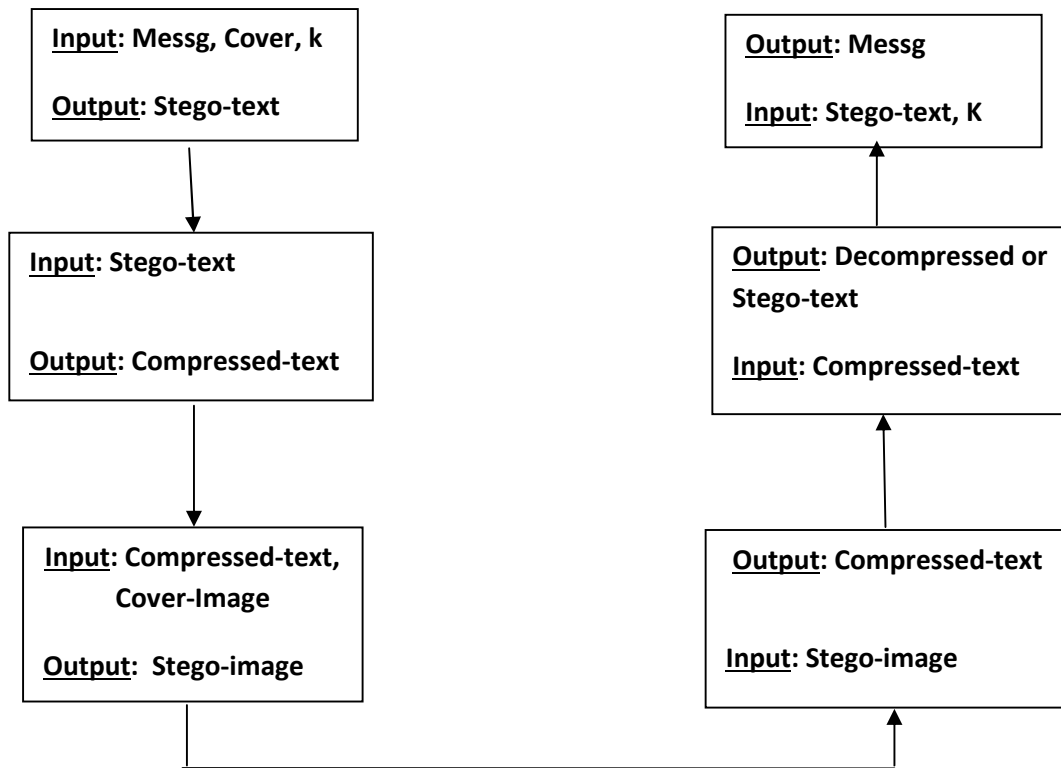 Input: Messg, Cover, k
Output: Stego-text
Input: Stego-text
Output: Compressed-text
Input: Compressed-text,
Cover-Image
Output: Stego-image
Output: Messg
Input: Stego-text, K
Output: Decompressed or
Stego-text
Input: Compressed-text
Output: Compressed-text
Input: Stego-image